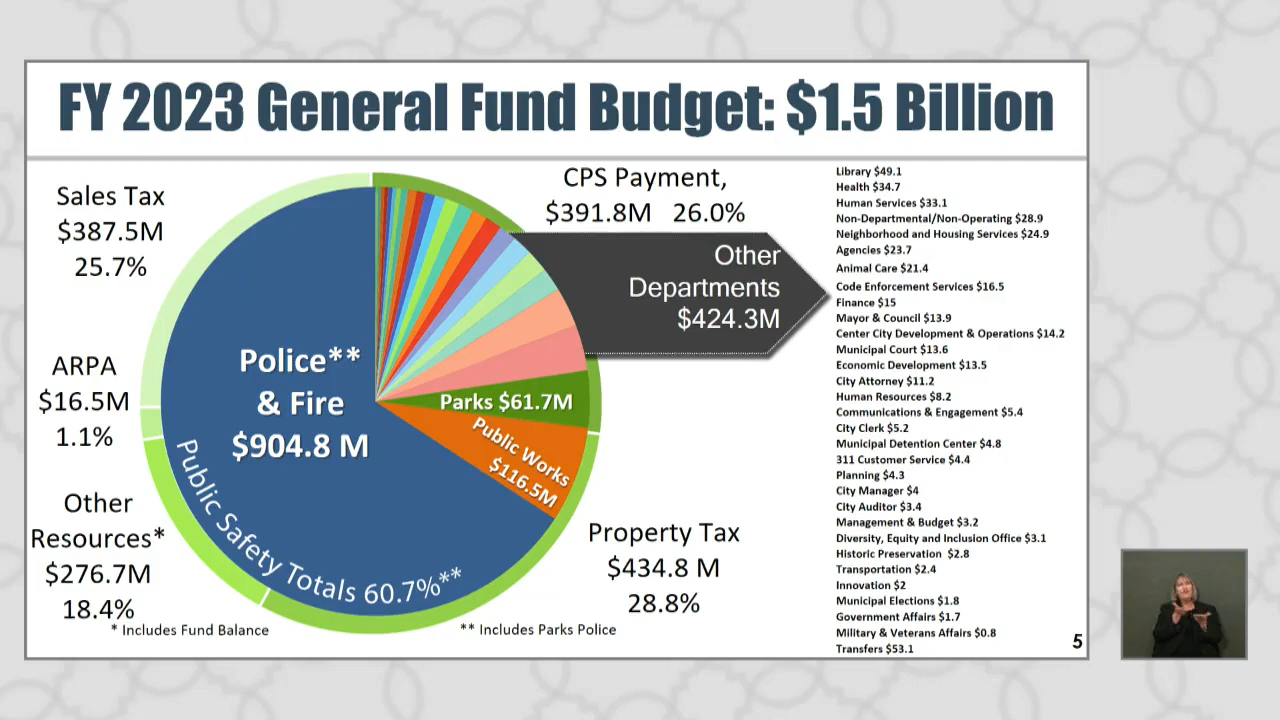 FY 2023 General Fund Budget: $1.5 Billion
Sales Tax
$387.5M
25.7%
ARPA
$16.5M
1.1%
Other
Resources*
$276.7M
18.4%
* Includes Fund Balance
Police**
& Fire
$904.8 M
Public Safety Totals 60.7%**
CPS Payment,
$391.8M 26.0%
Other
Departments
$424.3M
Parks $61.7M
Public Works
$116.5M
Property Tax
$434.8 M
28.8%
** Includes Parks Police
Library $49.1
Health $34.7
Human Services $33.1
Non-Departmental/Non-Operating $28.9
Neighborhood and Housing Services $24.9
Agencies $23.7
Animal Care $21.4
Code Enforcement Services $16.5
Finance $15
Mayor & Council $13.9
Center City Development & Operations $14.2
Municipal Court $13.6
Economic Development $13.5
City Attorney $11.2
Human Resources $8.2
Communications & Engagement $5.4
City Clerk $5.2
Municipal Detention Center $4.8
311 Customer Service $4.4
Planning $4.3
City Manager $4
City Auditor $3.4
Management & Budget $3.2
Diversity, Equity and Inclusion Office $3.1
Historic Preservation $2.8
Transportation $2.4
Innovation $2
Municipal Elections $1.8
Government Affairs $1.7
Military & Veterans Affairs $0.8
Transfers $53.1
5